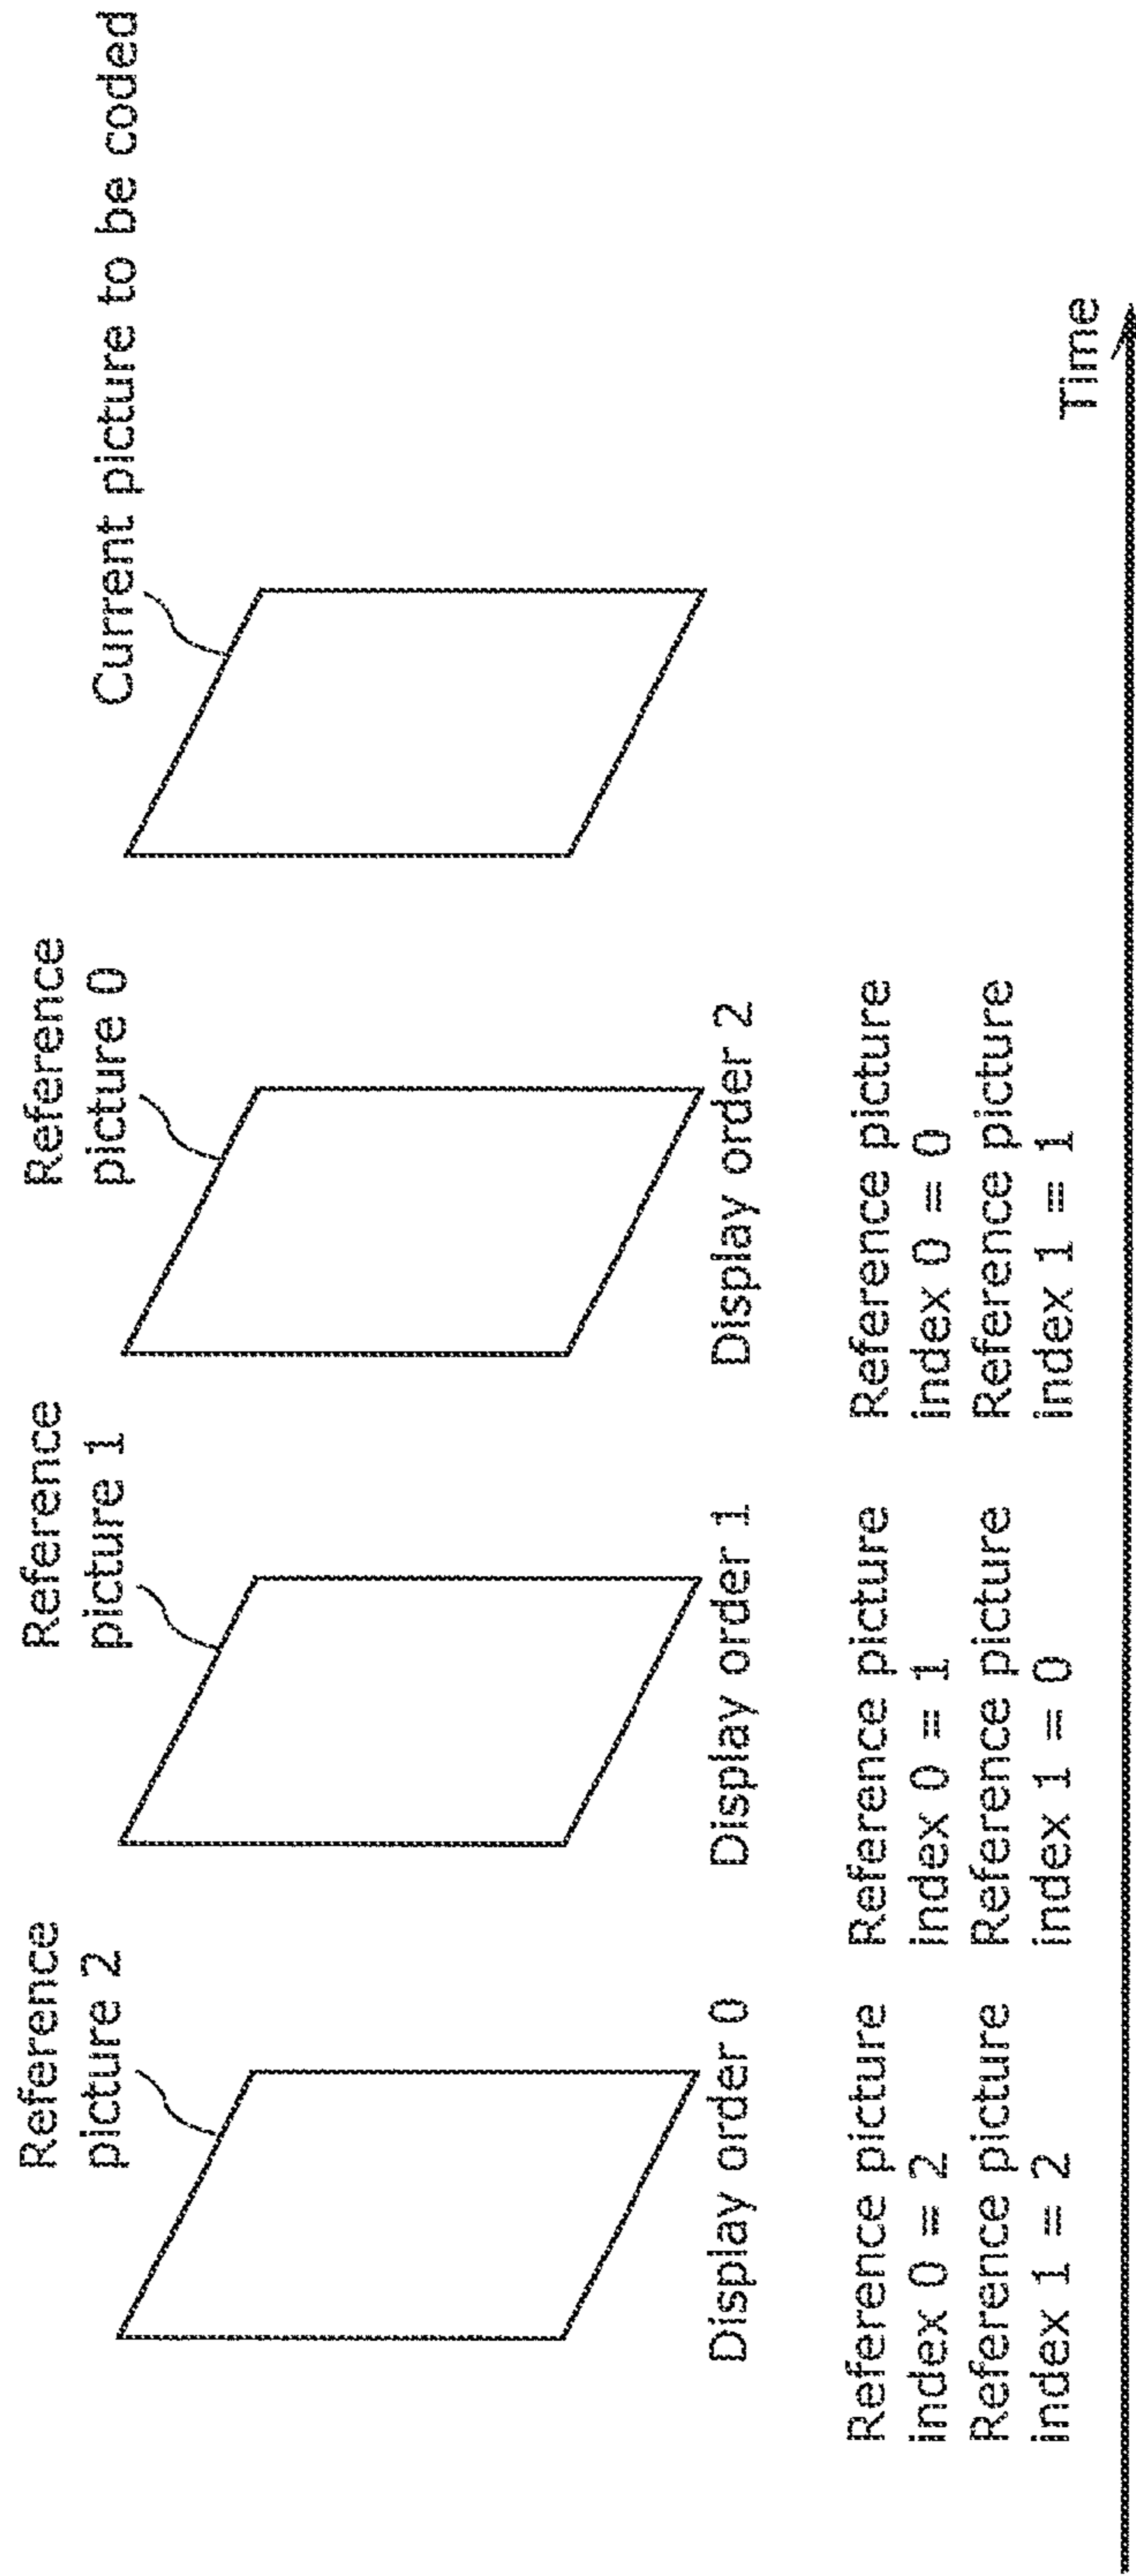 Reference
picture 2
Reference
picture 1
Reference
picture 0
Current picture to be coded
Display order 0
Display order 1
Display order 2
Reference picture
index 0 = 2
Reference picture
index 1 = 2
Reference picture
index 0 = 1
Reference picture
index 1 = 0
Reference picture
index 0 = 0
Reference picture
index 1 = 1
Time